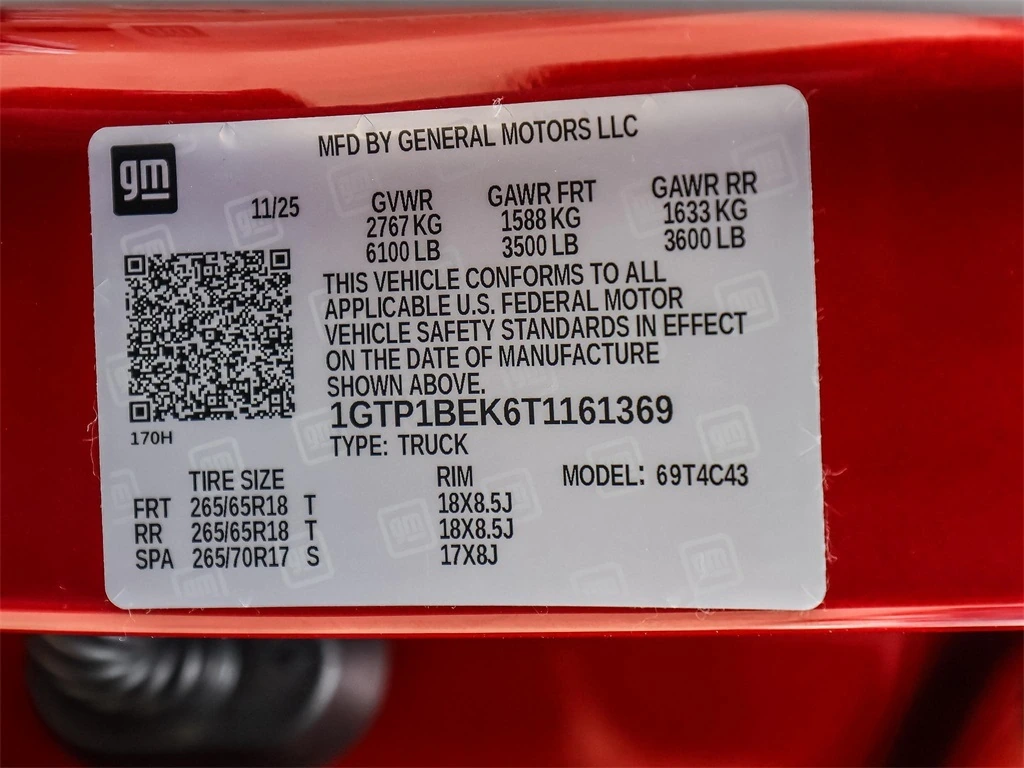 MFD BY GENERAL MOTORS LLC
gm
11/25
GVWR GAWR FRT GAWR RR
2767 KG 1588 KG 1633 KG
6100 LB 3500 LB 3600 LB
THIS VEHICLE CONFORMS TO ALL
APPLICABLE U.S. FEDERAL MOTOR
VEHICLE SAFETY STANDARDS IN EFFECT
ON THE DATE OF MANUFACTURE
SHOWN ABOVE.
1GTP1BEK6T1161369
170H
TYPE: TRUCK
TIRE SIZE RIM MODEL: 69T4C43
FRT 265/65R18 T 18X8.5J
RR 265/65R18 T 18X8.5J
SPA 265/70R17 S 17X8J